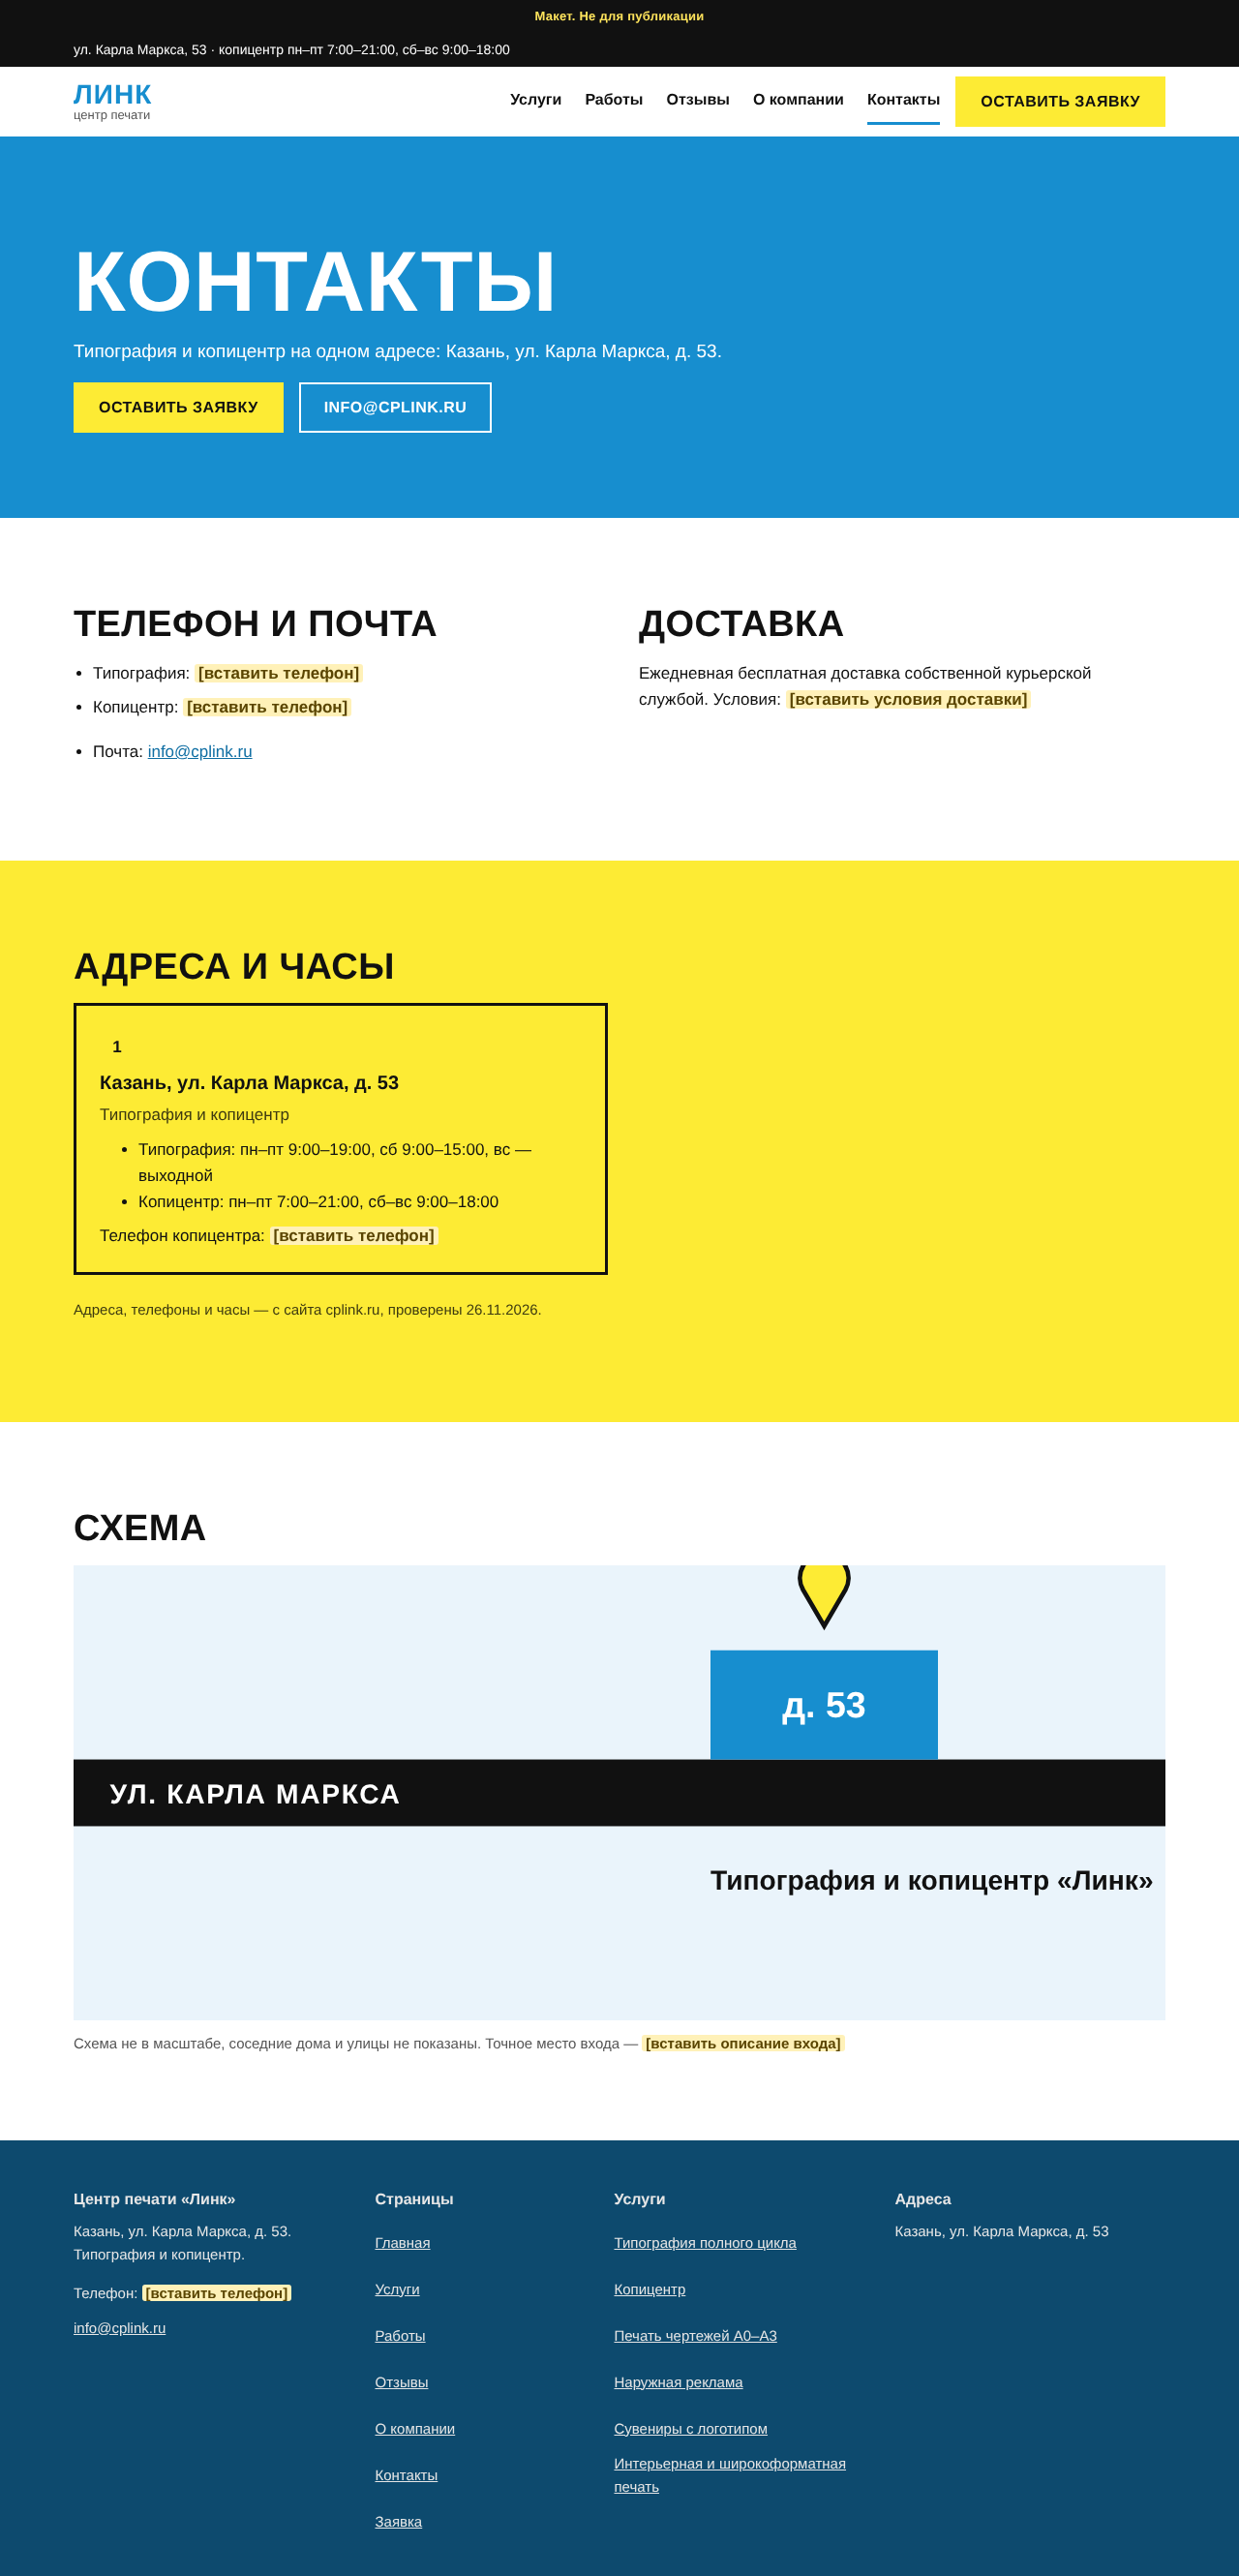 Макет. Не для публикации
ул. Карла Маркса, 53 · копицентр пн–пт 7:00–21:00, сб–вс 9:00–18:00
ЛИНК
центр печати
Услуги
Работы
Отзывы
О компании
Контакты
ОСТАВИТЬ ЗАЯВКУ
КОНТАКТЫ
Типография и копицентр на одном адресе: Казань, ул. Карла Маркса, д. 53.
ОСТАВИТЬ ЗАЯВКУ
INFO@CPLINK.RU
ТЕЛЕФОН И ПОЧТА
Типография: [вставить телефон]
Копицентр: [вставить телефон]
Почта: info@cplink.ru
ДОСТАВКА
Ежедневная бесплатная доставка собственной курьерской
службой. Условия: [вставить условия доставки]
АДРЕСА И ЧАСЫ
1
Казань, ул. Карла Маркса, д. 53
Типография и копицентр
Типография: пн–пт 9:00–19:00, сб 9:00–15:00, вс —
выходной
Копицентр: пн–пт 7:00–21:00, сб–вс 9:00–18:00
Телефон копицентра: [вставить телефон]
Адреса, телефоны и часы — с сайта cplink.ru, проверены 26.11.2026.
СХЕМА
д. 53
УЛ. КАРЛА МАРКСА
Типография и копицентр «Линк»
Схема не в масштабе, соседние дома и улицы не показаны. Точное место входа — [вставить описание входа]
Центр печати «Линк»
Казань, ул. Карла Маркса, д. 53.
Типография и копицентр.
Телефон: [вставить телефон]
info@cplink.ru
Страницы
Главная
Услуги
Работы
Отзывы
О компании
Контакты
Заявка
Услуги
Типография полного цикла
Копицентр
Печать чертежей А0–А3
Наружная реклама
Сувениры с логотипом
Интерьерная и широкоформатная
печать
Адреса
Казань, ул. Карла Маркса, д. 53